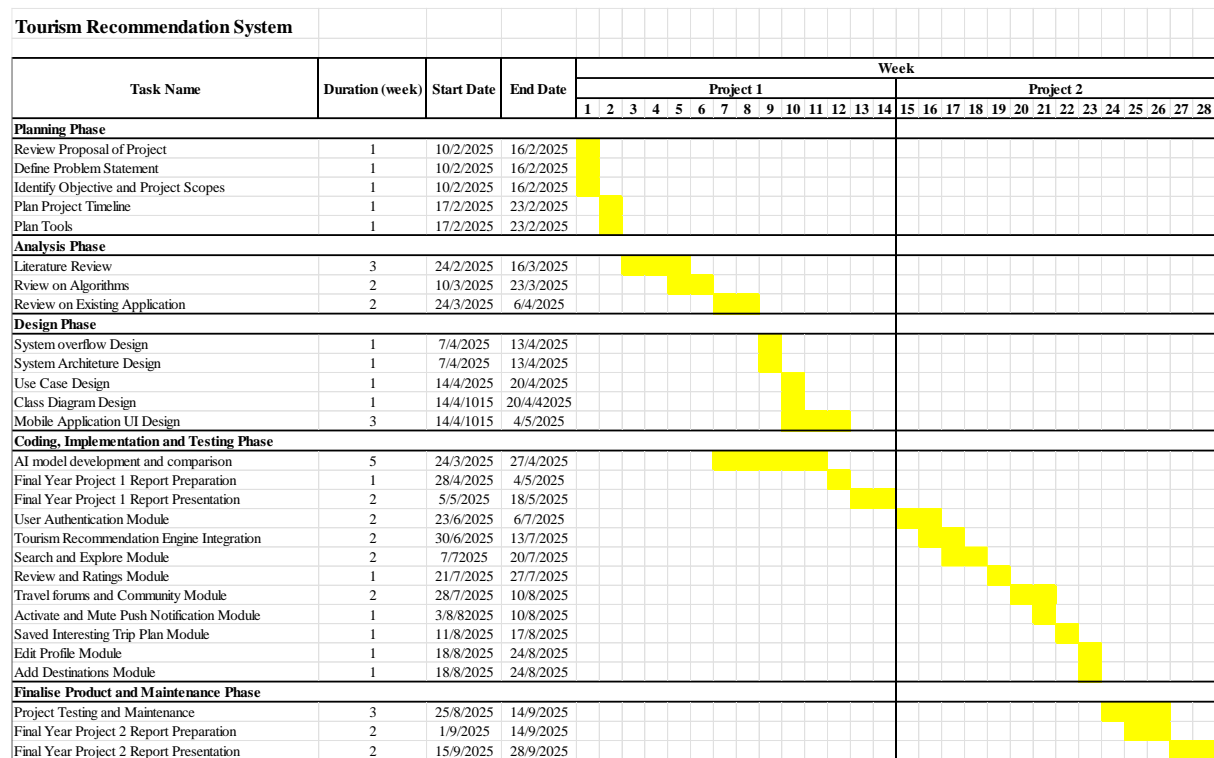 Tourism Recommendation System
Week
Task Name Duration (week) Start Date End Date Project 1 Project 2
1 2 3 4 5 6 7 8 9 10 11 12 13 14 15 16 17 18 19 20 21 22 23 24 25 26 27 28
Planning Phase
Review Proposal of Project 1 10/2/2025 16/2/2025
Define Problem Statement 1 10/2/2025 16/2/2025
Identify Objective and Project Scopes 1 10/2/2025 16/2/2025
Plan Project Timeline 1 17/2/2025 23/2/2025
Plan Tools 1 17/2/2025 23/2/2025
Analysis Phase
Literature Review 3 24/2/2025 16/3/2025
Rview on Algorithms 2 10/3/2025 23/3/2025
Review on Existing Application 2 24/3/2025 6/4/2025
Design Phase
System overflow Design 1 7/4/2025 13/4/2025
System Architeture Design 1 7/4/2025 13/4/2025
Use Case Design 1 14/4/2025 20/4/2025
Class Diagram Design 1 14/4/1015 20/4/42025
Mobile Application UI Design 3 14/4/1015 4/5/2025
Coding, Implementation and Testing Phase
AI model development and comparison 5 24/3/2025 27/4/2025
Final Year Project 1 Report Preparation 1 28/4/2025 4/5/2025
Final Year Project 1 Report Presentation 2 5/5/2025 18/5/2025
User Authentication Module 2 23/6/2025 6/7/2025
Tourism Recommendation Engine Integration 2 30/6/2025 13/7/2025
Search and Explore Module 2 7/72025 20/7/2025
Review and Ratings Module 1 21/7/2025 27/7/2025
Travel forums and Community Module 2 28/7/2025 10/8/2025
Activate and Mute Push Notification Module 1 3/8/82025 10/8/2025
Saved Interesting Trip Plan Module 1 11/8/2025 17/8/2025
Edit Profile Module 1 18/8/2025 24/8/2025
Add Destinations Module 1 18/8/2025 24/8/2025
Finalise Product and Maintenance Phase
Project Testing and Maintenance 3 25/8/2025 14/9/2025
Final Year Project 2 Report Preparation 2 1/9/2025 14/9/2025
Final Year Project 2 Report Presentation 2 15/9/2025 28/9/2025